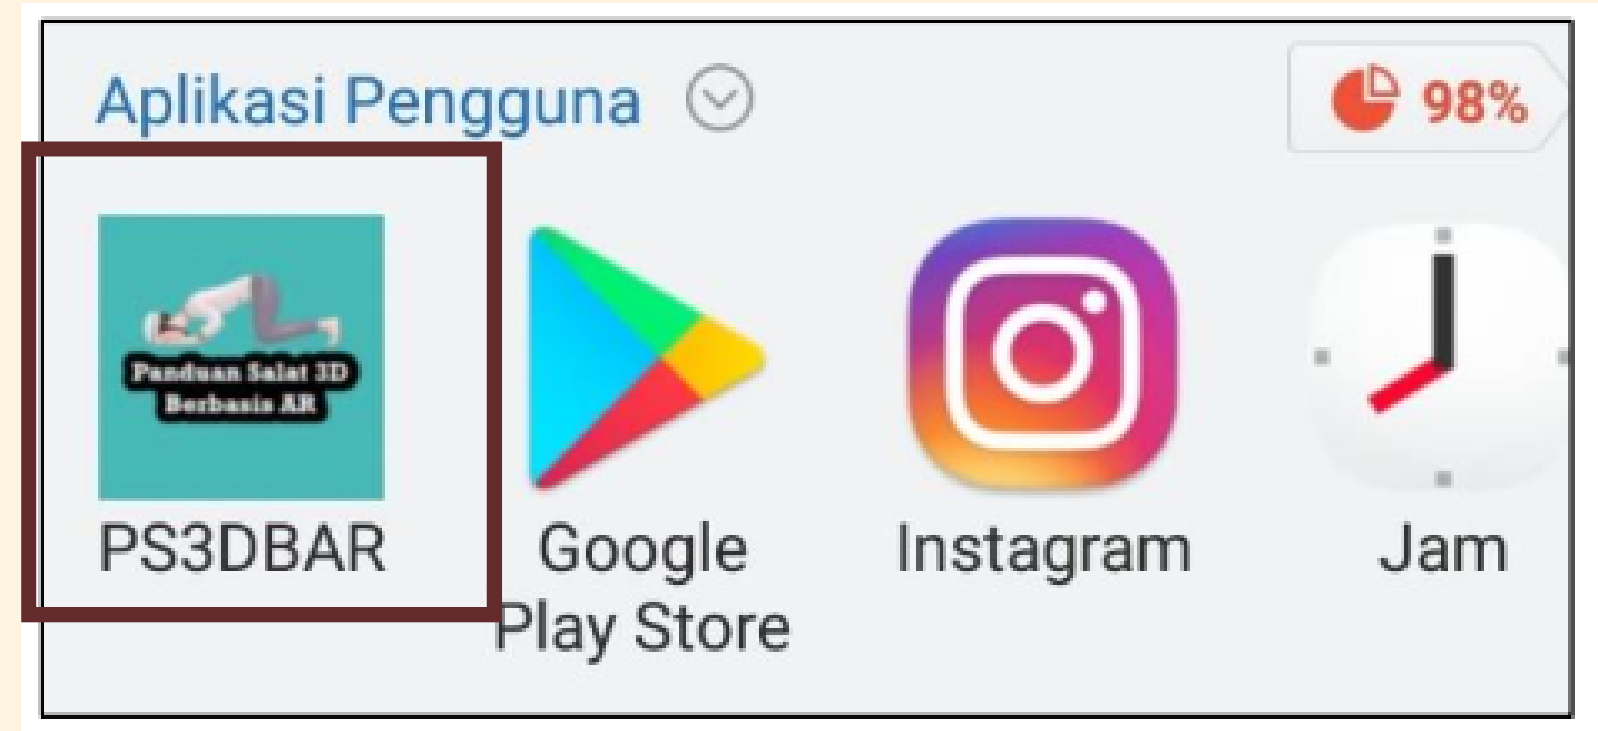 Aplikasi Pengguna
98%
Panduan Salat 3D
Berbasis AR
PS3DBAR
Google
Play Store
Instagram
Jam